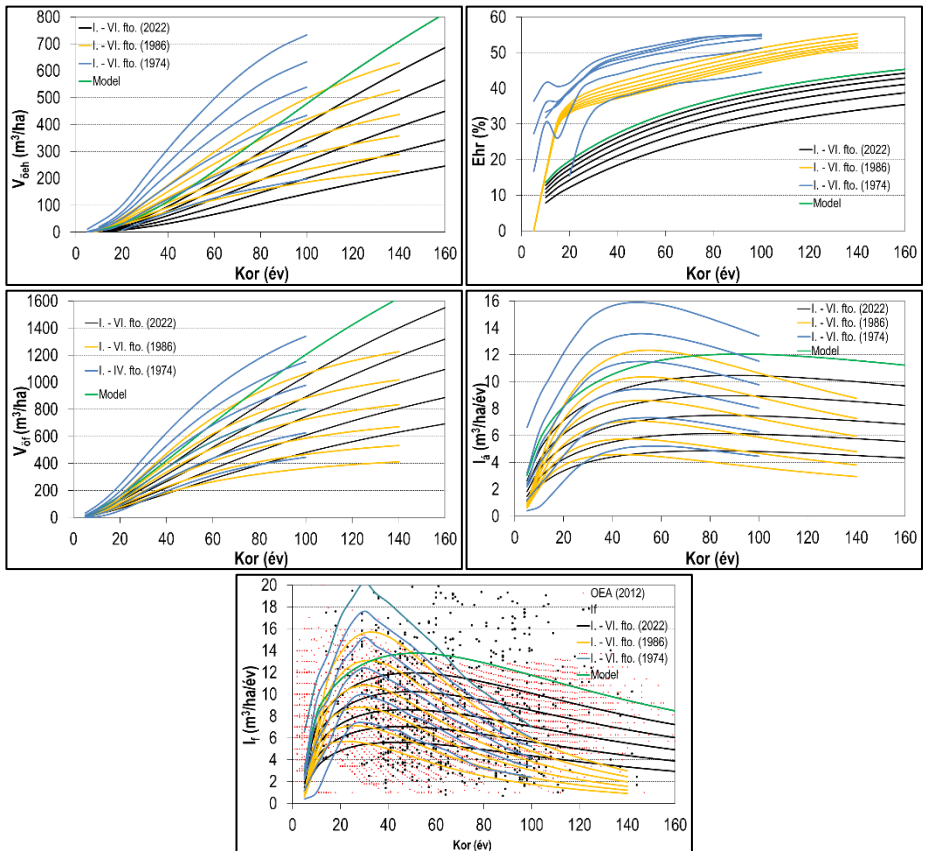 800
700
600
500
400
300
200
100
0
V_öeh (m³/ha)
I. - VI. fto. (2022)
I. - VI. fto. (1986)
I. - VI. fto. (1974)
Model
0 20 40 60 80 100 120 140 160
Kor (év)
60
50
40
30
20
10
0
Ehr (%)
I. - VI. fto. (2022)
I. - VI. fto. (1986)
I. - VI. fto. (1974)
Model
0 20 40 60 80 100 120 140 160
Kor (év)
1600
1400
1200
1000
800
600
400
200
0
V_öf (m³/ha)
I. - VI. fto. (2022)
I. - VI. fto. (1986)
I. - IV. fto. (1974)
Model
0 20 40 60 80 100 120 140 160
Kor (év)
16
14
12
10
8
6
4
2
0
I_á (m³/ha/év)
I. - VI. fto. (2022)
I. - VI. fto. (1986)
I. - VI. fto. (1974)
Model
0 20 40 60 80 100 120 140 160
Kor (év)
20
18
16
14
12
10
8
6
4
2
0
I_f (m³/ha/év)
OEA (2012)
If
I. - VI. fto. (2022)
I. - VI. fto. (1986)
I. - VI. fto. (1974)
Model
0 20 40 60 80 100 120 140 160
Kor (év)